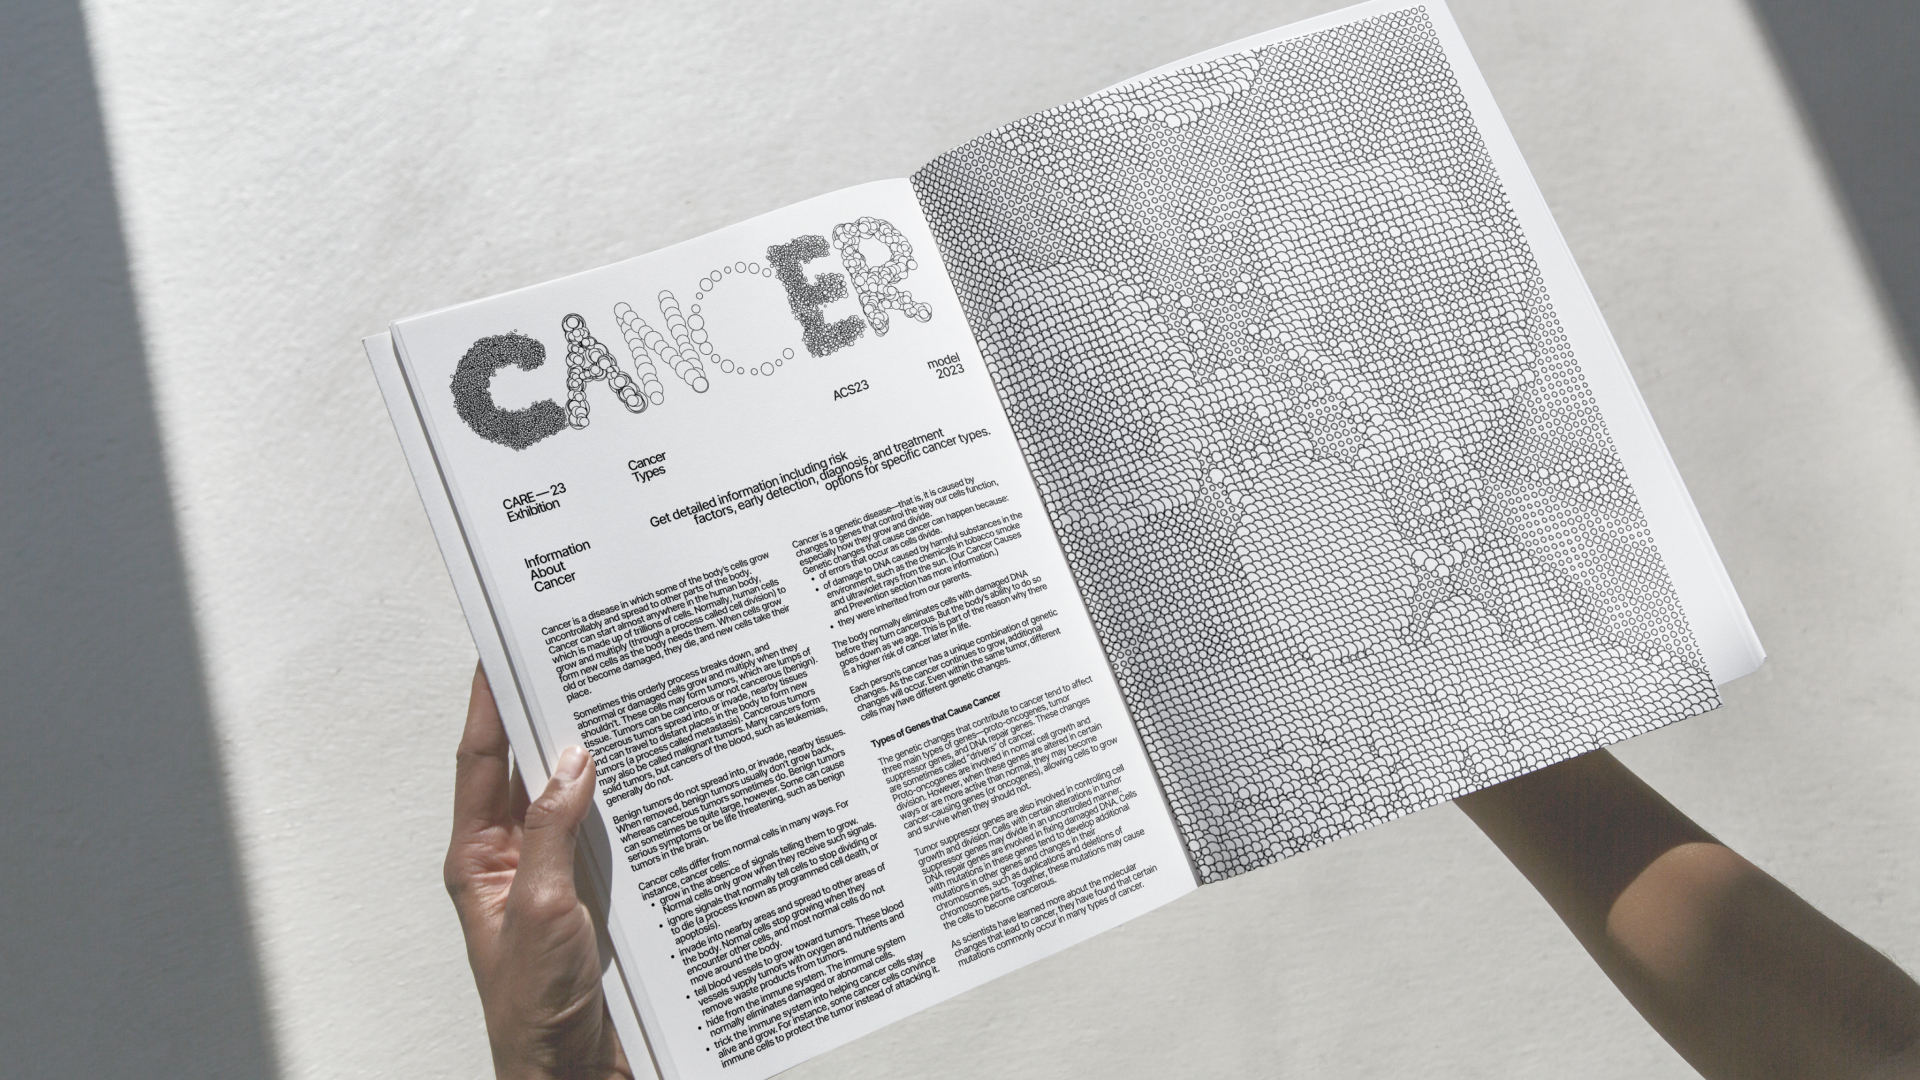 CANCER
model
2023
ACS23
Cancer
Types
CARE — 23
Exhibition
Get detailed information including risk
factors, early detection, diagnosis, and treatment
options for specific cancer types.
Information
About
Cancer
Cancer is a disease in which some of the body's cells grow
uncontrollably and spread to other parts of the body.
Cancer can start almost anywhere in the human body,
which is made up of trillions of cells. Normally, human cells
grow and multiply (through a process called cell division) to
form new cells as the body needs them. When cells grow
old or become damaged, they die, and new cells take their
place.
Sometimes this orderly process breaks down, and
abnormal or damaged cells grow and multiply when they
shouldn't. These cells may form tumors, which are lumps of
tissue. Tumors can be cancerous or not cancerous (benign).
Cancerous tumors spread into, or invade, nearby tissues
and can travel to distant places in the body to form new
tumors (a process called metastasis). Cancerous tumors
may also be called malignant tumors. Many cancers form
solid tumors, but cancers of the blood, such as leukemias,
generally do not.
Benign tumors do not spread into, or invade, nearby tissues.
When removed, benign tumors usually don't grow back,
whereas cancerous tumors sometimes do. Benign tumors
can sometimes be quite large, however. Some can cause
serious symptoms or be life threatening, such as benign
tumors in the brain.
Cancer cells differ from normal cells in many ways. For
instance, cancer cells:
• grow in the absence of signals telling them to grow.
Normal cells only grow when they receive such signals.
• ignore signals that normally tell cells to stop dividing or
to die (a process known as programmed cell death, or
apoptosis).
• invade into nearby areas and spread to other areas of
the body. Normal cells stop growing when they
encounter other cells, and most normal cells do not
move around the body.
• tell blood vessels to grow toward tumors. These blood
vessels supply tumors with oxygen and nutrients and
remove waste products from tumors.
• hide from the immune system. The immune system
normally eliminates damaged or abnormal cells.
• trick the immune system into helping cancer cells stay
alive and grow. For instance, some cancer cells convince
immune cells to protect the tumor instead of attacking it.
Cancer is a genetic disease—that is, it is caused by
changes to genes that control the way our cells function,
especially how they grow and divide.
Genetic changes that cause cancer can happen because:
• of errors that occur as cells divide.
• of damage to DNA caused by harmful substances in the
environment, such as the chemicals in tobacco smoke
and ultraviolet rays from the sun. (Our Cancer Causes
and Prevention section has more information.)
• they were inherited from our parents.
The body normally eliminates cells with damaged DNA
before they turn cancerous. But the body's ability to do so
goes down as we age. This is part of the reason why there
is a higher risk of cancer later in life.
Each person's cancer has a unique combination of genetic
changes. As the cancer continues to grow, additional
changes will occur. Even within the same tumor, different
cells may have different genetic changes.
Types of Genes that Cause Cancer
The genetic changes that contribute to cancer tend to affect
three main types of genes—proto-oncogenes, tumor
suppressor genes, and DNA repair genes. These changes
are sometimes called "drivers" of cancer.
Proto-oncogenes are involved in normal cell growth and
division. However, when these genes are altered in certain
ways or are more active than normal, they may become
cancer-causing genes (or oncogenes), allowing cells to grow
and survive when they should not.
Tumor suppressor genes are also involved in controlling cell
growth and division. Cells with certain alterations in tumor
suppressor genes may divide in an uncontrolled manner.
DNA repair genes are involved in fixing damaged DNA. Cells
with mutations in these genes tend to develop additional
mutations in other genes and changes in their
chromosomes, such as duplications and deletions of
chromosome parts. Together, these mutations may cause
the cells to become cancerous.
As scientists have learned more about the molecular
changes that lead to cancer, they have found that certain
mutations commonly occur in many types of cancer.